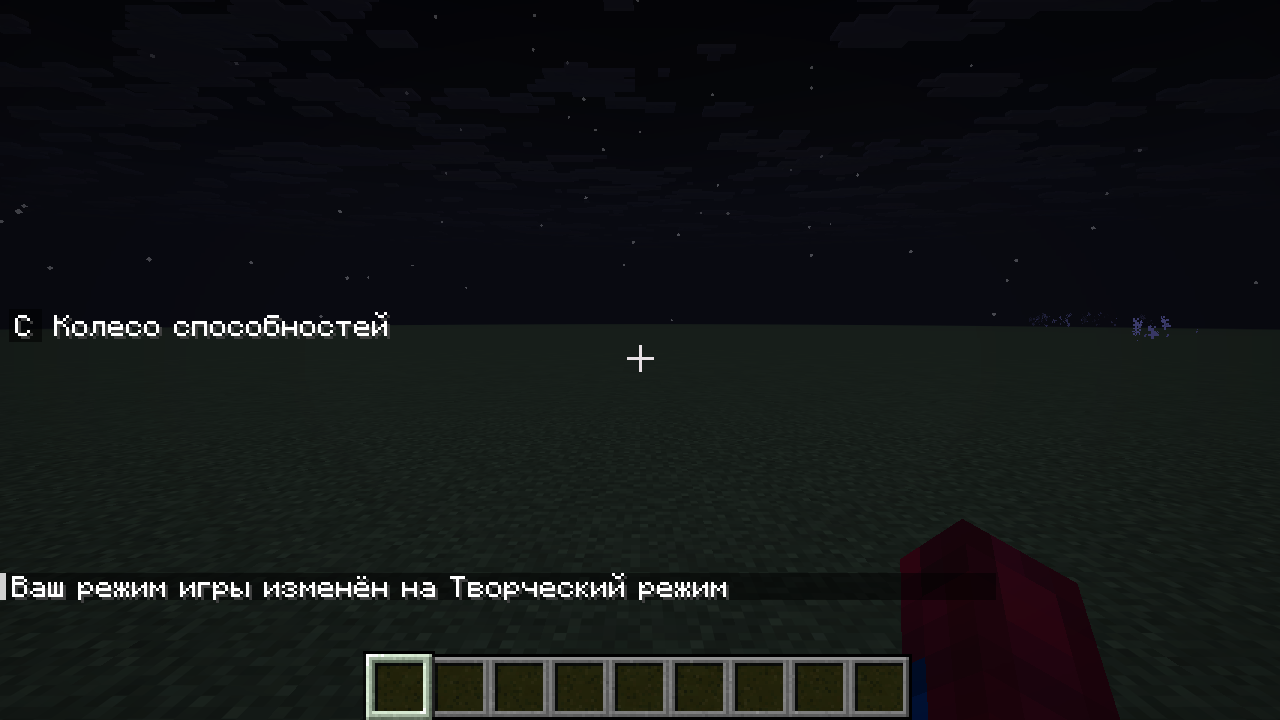 C Колесо способностей
Ваш режим игры изменён на Творческий режим